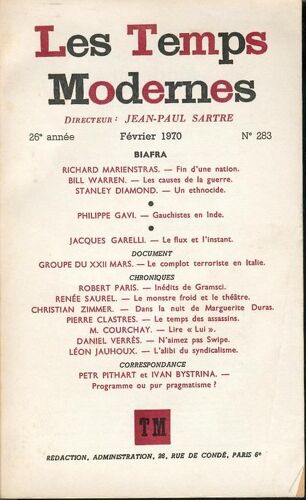 Les Temps
Modernes
DIRECTEUR: JEAN-PAUL SARTRE
26e année Février 1970 N° 283
BIAFRA
RICHARD MARIENSTRAS. — Fin d'une nation.
BILL WARREN. — Les causes de la guerre.
STANLEY DIAMOND. — Un ethnocide.
PHILIPPE GAVI. — Gauchistes en Inde.
JACQUES GARELLI. — Le flux et l'instant.
DOCUMENT
GROUPE DU XXII MARS. — Le complot terroriste en Italie.
CHRONIQUES
ROBERT PARIS. — Inédits de Gramsci.
RENÉE SAUREL. — Le monstre froid et le théâtre.
CHRISTIAN ZIMMER. — Dans la nuit de Marguerite Duras.
PIERRE CLASTRES. — Le temps des assassins.
M. COURCHAY. — Lire « Lui ».
DANIEL VERRÈS. — N'aimez pas Swipe.
LÉON JAUHOUX. — L'alibi du syndicalisme.
CORRESPONDANCE
PETR PITHART et IVAN BYSTRINA. —
Programme ou pur pragmatisme ?
TM
RÉDACTION, ADMINISTRATION, 26, RUE DE CONDÉ, PARIS 6e